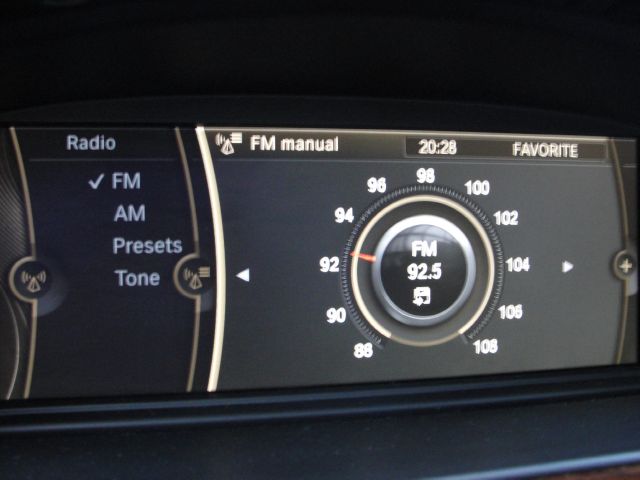 Radio
✓ FM
AM
Presets
Tone
FM manual
20:28
FAVORITE
98
96
100
94
102
92
104
90
106
88
108
FM
92.5